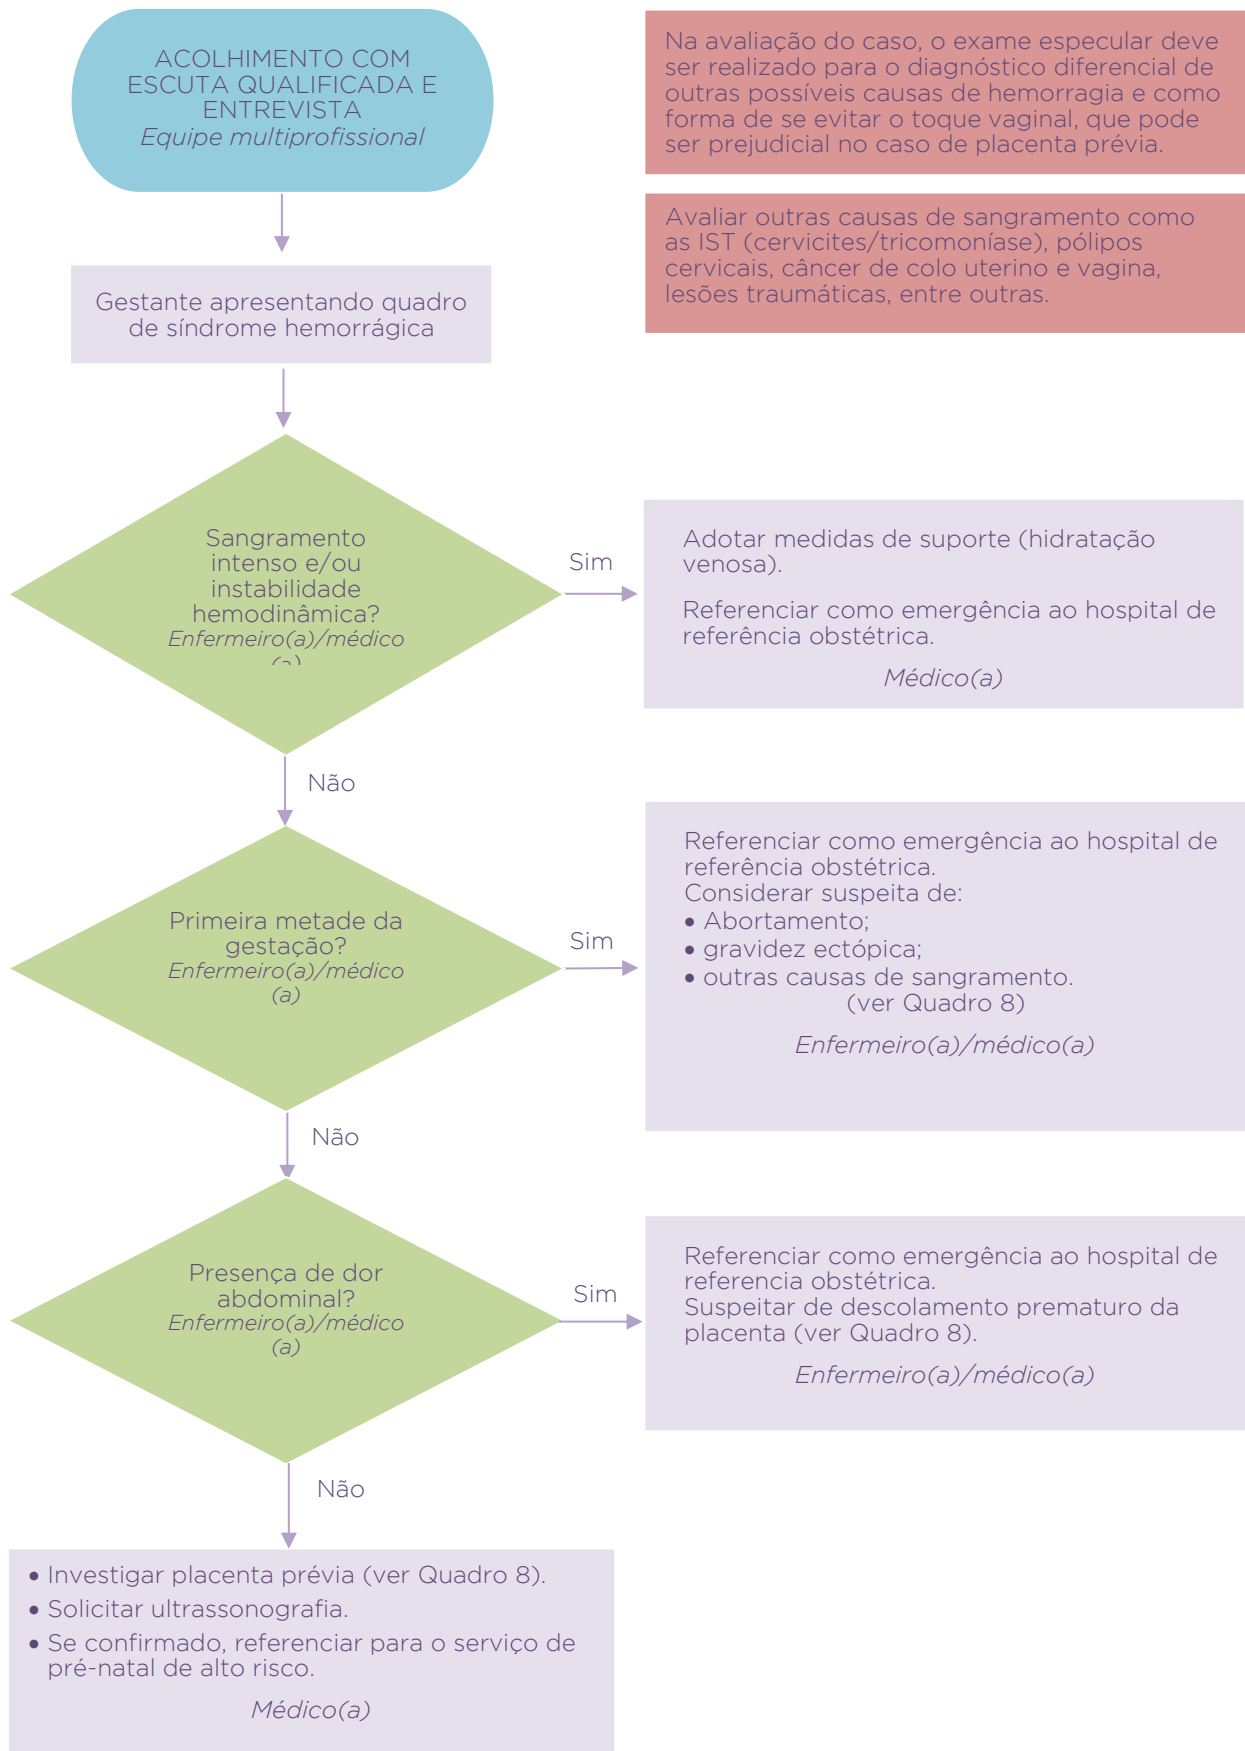 ACOLHIMENTO COM
ESCUTA QUALIFICADA E
ENTREVISTA
Equipe multiprofissional
Na avaliação do caso, o exame especular deve
ser realizado para o diagnóstico diferencial de
outras possíveis causas de hemorragia e como
forma de se evitar o toque vaginal, que pode
ser prejudicial no caso de placenta prévia.
Avaliar outras causas de sangramento como
as IST (cervicites/tricomoníase), pólipos
cervicais, câncer de colo uterino e vagina,
lesões traumáticas, entre outras.
Gestante apresentando quadro
de síndrome hemorrágica
Sangramento
intenso e/ou
instabilidade
hemodinâmica?
Enfermeiro(a)/médico
(a)
Sim
Adotar medidas de suporte (hidratação
venosa).
Referenciar como emergência ao hospital de
referência obstétrica.
Médico(a)
Não
Primeira metade da
gestação?
Enfermeiro(a)/médico
(a)
Sim
Referenciar como emergência ao hospital de
referência obstétrica.
Considerar suspeita de:
• Abortamento;
• gravidez ectópica;
• outras causas de sangramento.
(ver Quadro 8)
Enfermeiro(a)/médico(a)
Não
Presença de dor
abdominal?
Enfermeiro(a)/médico
(a)
Sim
Referenciar como emergência ao hospital de
referencia obstétrica.
Suspeitar de descolamento prematuro da
placenta (ver Quadro 8).
Enfermeiro(a)/médico(a)
Não
• Investigar placenta prévia (ver Quadro 8).
• Solicitar ultrassonografia.
• Se confirmado, referenciar para o serviço de
pré-natal de alto risco.
Médico(a)